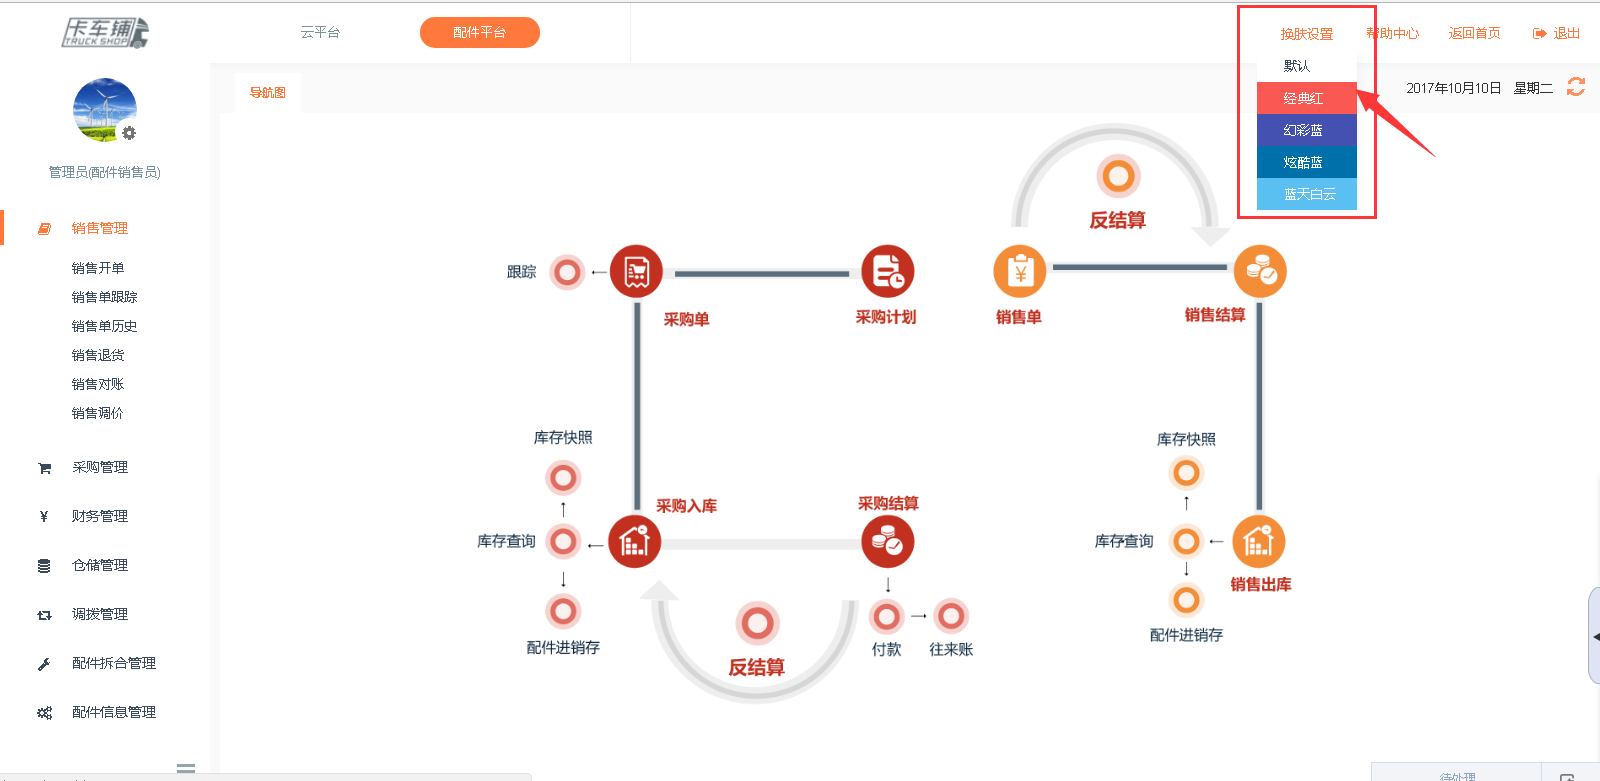 卡车铺
TRUCK SHOP
云平台
配件平台
换肤设置
帮助中心
返回首页
退出
默认
经典红
幻彩蓝
炫酷蓝
蓝天白云
导航图
2017年10月10日 星期二
管理员(配件销售员)
销售管理
销售开单
销售单跟踪
销售单历史
销售退货
销售对账
销售调价
采购管理
财务管理
仓储管理
调拨管理
配件拆合管理
配件信息管理
反结算
跟踪
采购单
采购计划
销售单
销售结算
库存快照
采购入库
采购结算
库存查询
配件进销存
反结算
付款
往来账
库存快照
库存查询
销售出库
配件进销存
待处理